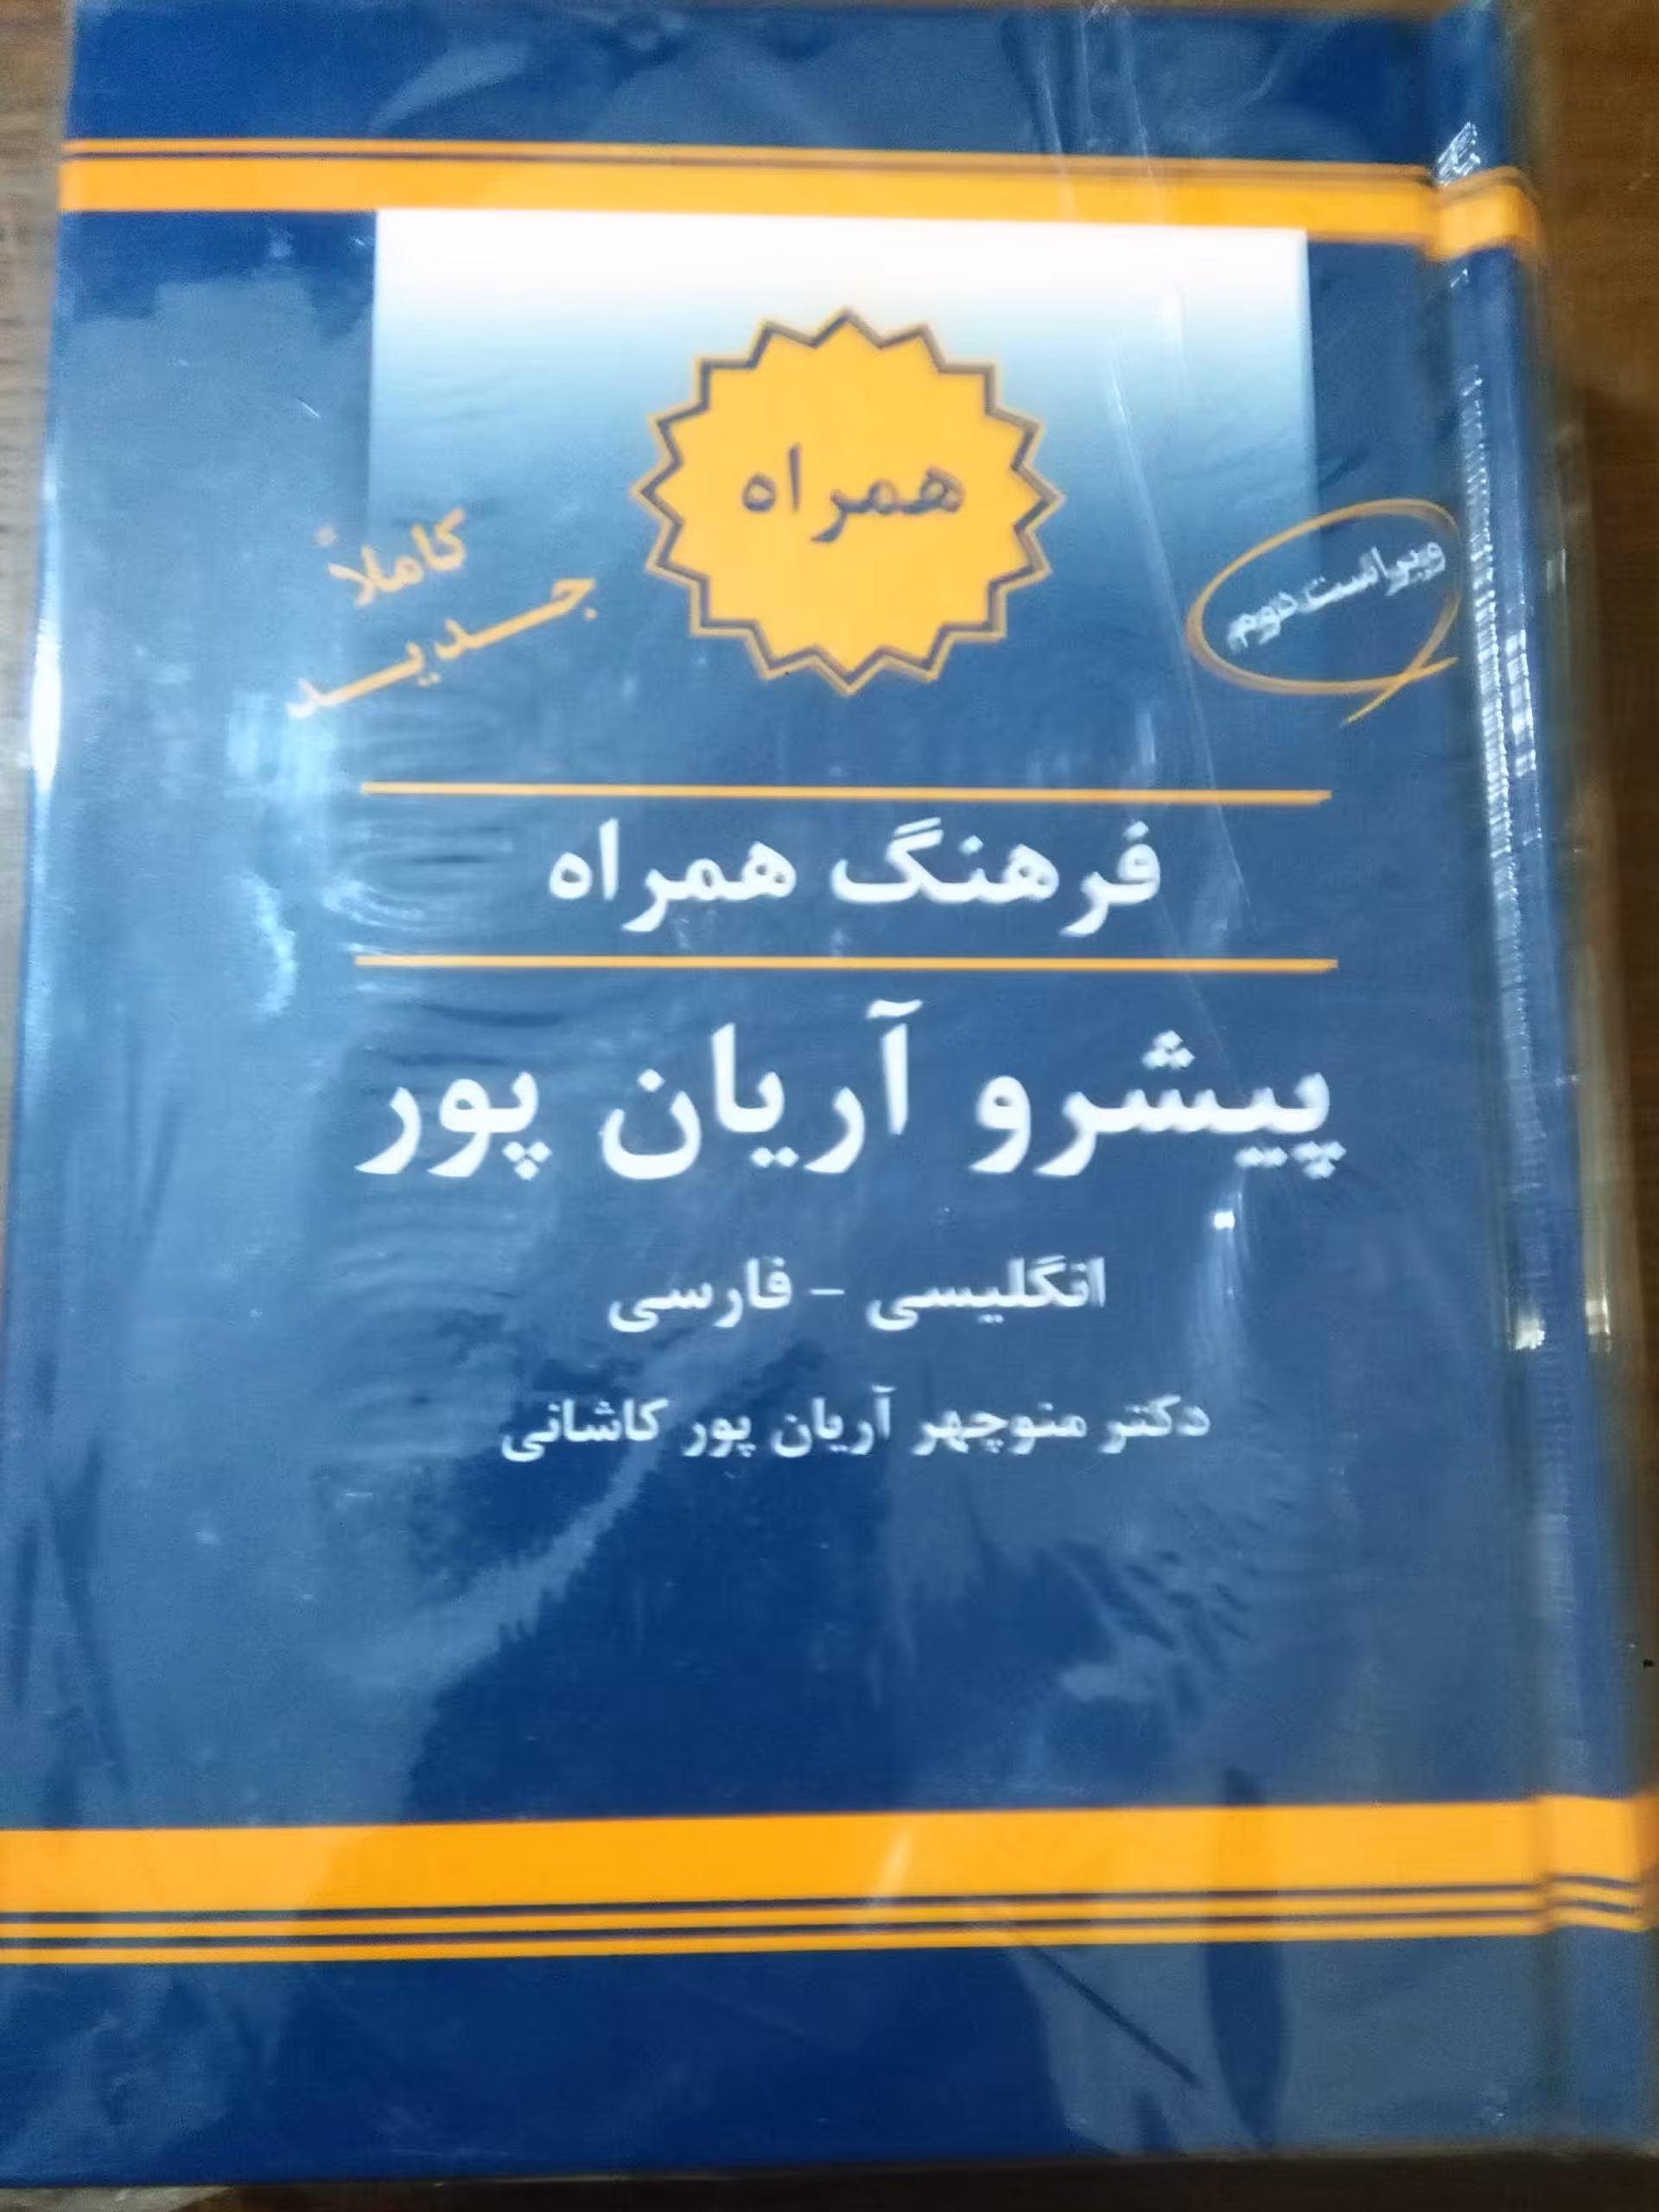 همراه
ویراست دوم
کاملاً
جدید
فرهنگ همراه
پیشرو آریان پور
انگلیسی - فارسی
دکتر منوچهر آریان پور کاشانی